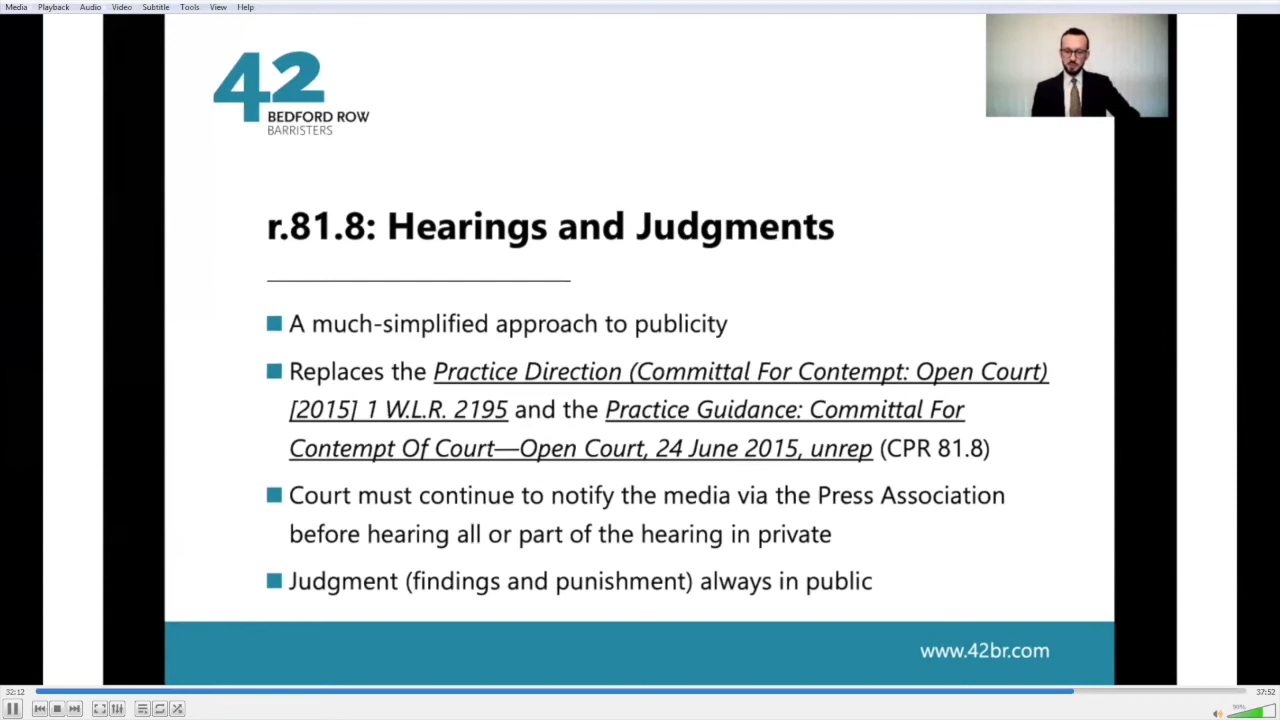 Media Playback Audio Video Subtitle Tools View Help
42
BEDFORD ROW
BARRISTERS
r.81.8: Hearings and Judgments
A much-simplified approach to publicity
Replaces the Practice Direction (Committal For Contempt: Open Court)
[2015] 1 W.L.R. 2195 and the Practice Guidance: Committal For
Contempt Of Court—Open Court, 24 June 2015, unrep (CPR 81.8)
Court must continue to notify the media via the Press Association
before hearing all or part of the hearing in private
Judgment (findings and punishment) always in public
www.42br.com
32:12 37:52